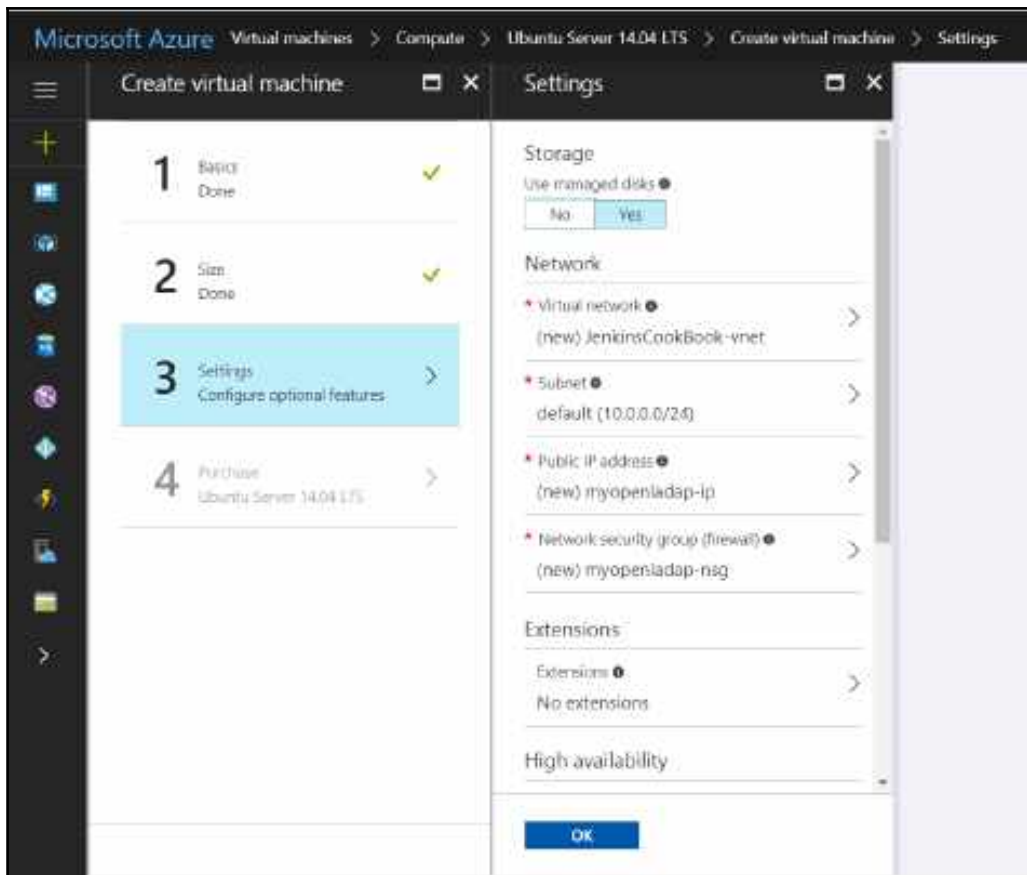 Microsoft Azure Virtual machines > Compute > Ubuntu Server 14.04 LTS > Create virtual machine > Settings
Create virtual machine
1
Basics
Done
2
Size
Done
3
Settings
Configure optional features
4
Purchase
Ubuntu Server 14.04 LTS
Settings
Storage
Use managed disks
No Yes
Network
* Virtual network
(new) JenkinsCookBook-vnet
* Subnet
default (10.0.0.0/24)
* Public IP address
(new) myopenladap-ip
* Network security group (firewall)
(new) myopenladap-nsg
Extensions
Extensions
No extensions
High availability
OK